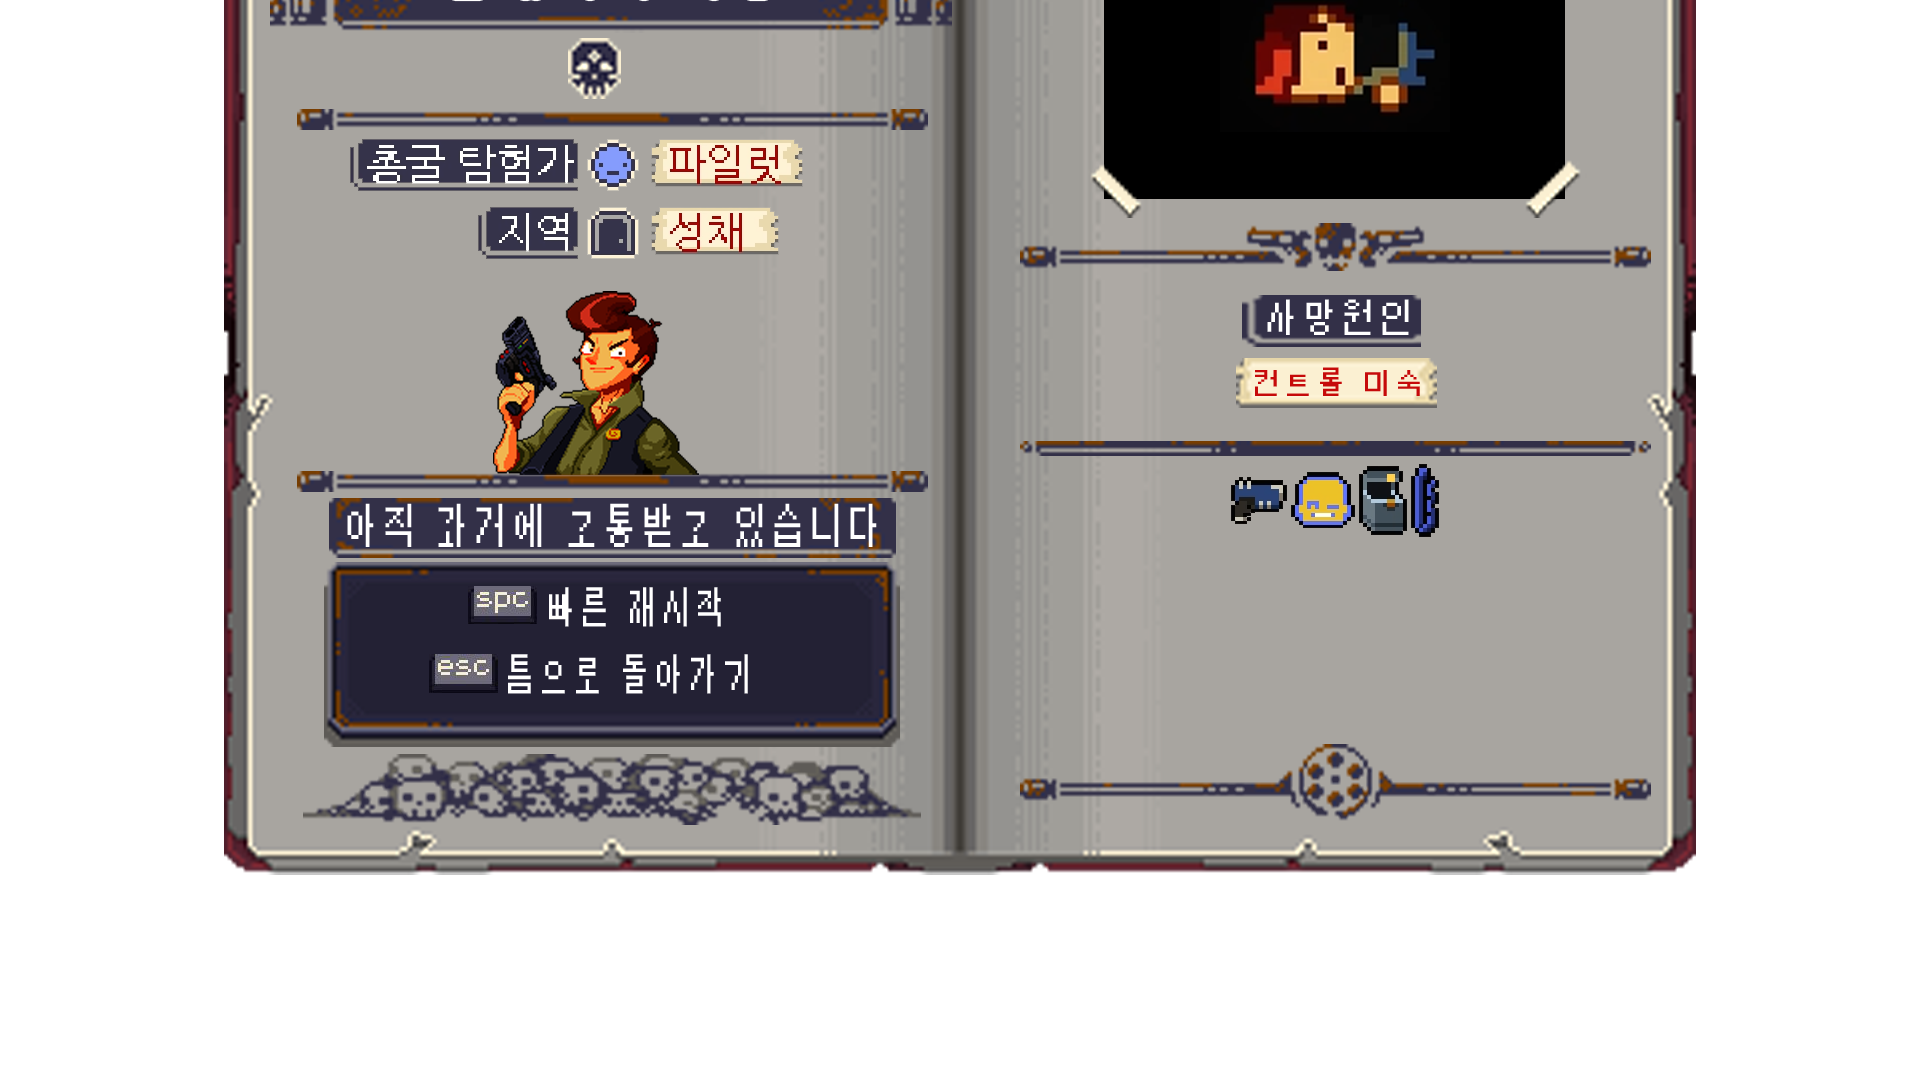 총굴 탐험가 파일럿
지역 성채
아직 과거에 고통받고 있습니다
spc 빠른 재시작
esc 틈으로 돌아가기
사망원인
컨트롤 미숙